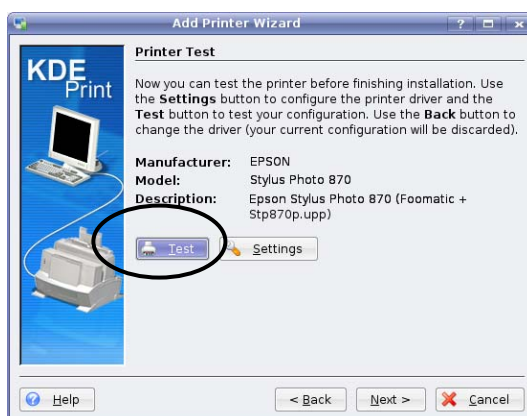 Add Printer Wizard
KDE
Print
Printer Test
Now you can test the printer before finishing installation. Use
the Settings button to configure the printer driver and the
Test button to test your configuration. Use the Back button to
change the driver (your current configuration will be discarded).
Manufacturer: EPSON
Model: Stylus Photo 870
Description: Epson Stylus Photo 870 (Foomatic +
Stp870p.upp)
Test Settings
Help < Back Next > Cancel